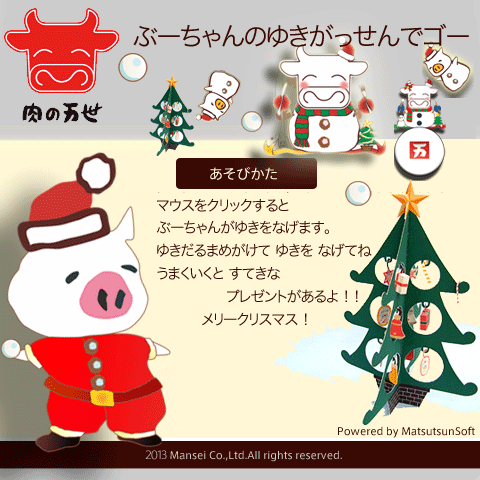 ぶーちゃんのゆきがっせんでゴー
肉の万世
万
あそびかた
マウスをクリックすると
ぶーちゃんがゆきをなげます。
ゆきだるまめがけて ゆきを なげてね
うまくいくと すてきな
プレゼントがあるよ！！
メリークリスマス！
Powered by MatsutsunSoft
2013 Mansei Co.,Ltd.All rights reserved.